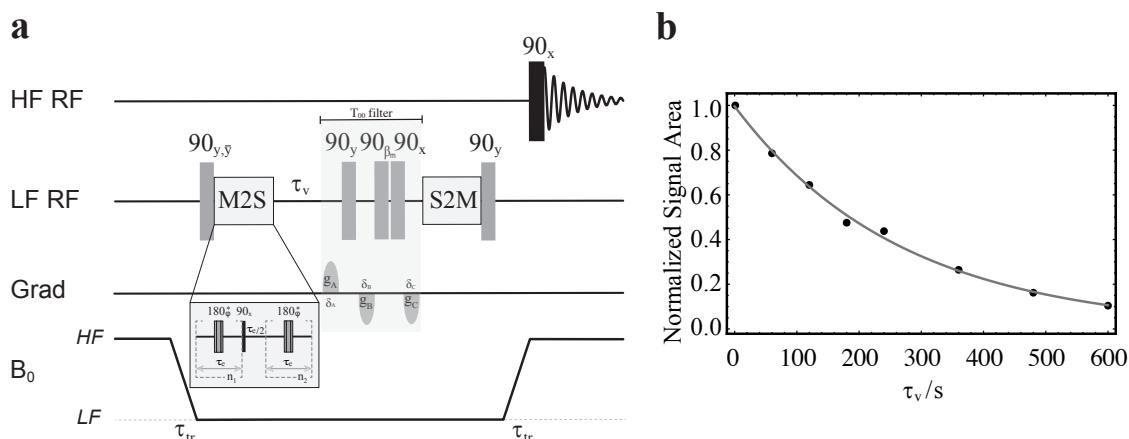 a
90ₓ
HF RF
T₀₀ filter
90y,ȳ
90y 90βₘ 90ₓ
90y
LF RF
M2S
τᵥ
S2M
Grad
gA
δA
δB
gB
δC
gC
180φ* 90ₓ τₑ/2 180φ*
τₑ τₑ
n₁ n₂
HF
B₀
LF
τtr
τtr
b
Normalized Signal Area
1.0
0.8
0.6
0.4
0.2
0.0
0 100 200 300 400 500 600
τᵥ/s